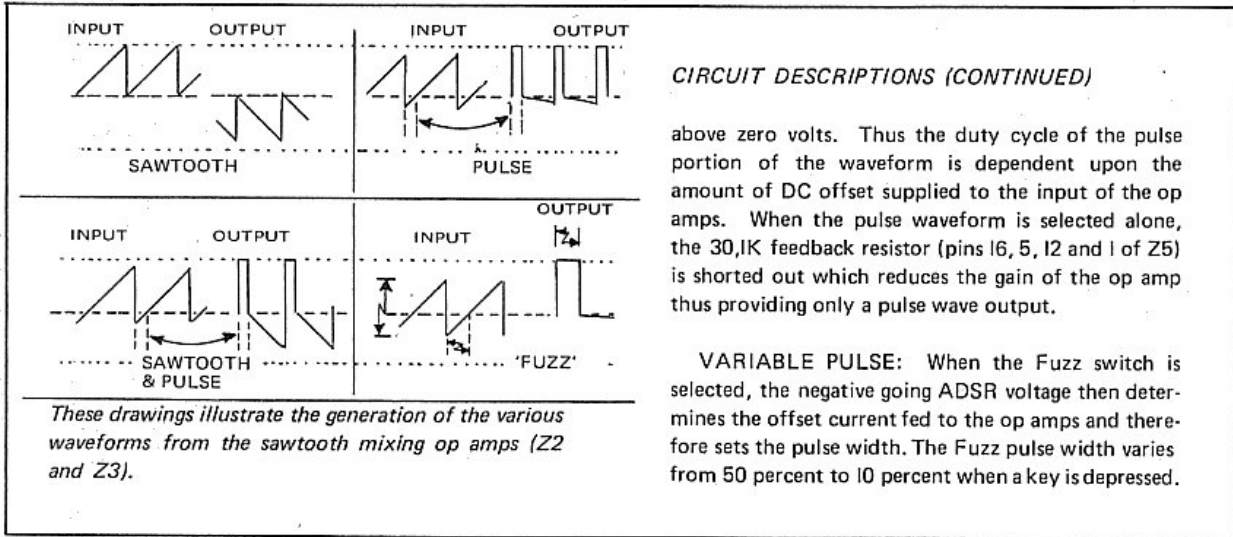 INPUT OUTPUT
SAWTOOTH
INPUT OUTPUT
PULSE
INPUT OUTPUT
SAWTOOTH
& PULSE
OUTPUT
INPUT
'FUZZ'
These drawings illustrate the generation of the various
waveforms from the sawtooth mixing op amps (Z2
and Z3).
CIRCUIT DESCRIPTIONS (CONTINUED)
above zero volts. Thus the duty cycle of the pulse
portion of the waveform is dependent upon the
amount of DC offset supplied to the input of the op
amps. When the pulse waveform is selected alone,
the 30,IK feedback resistor (pins I6, 5, I2 and I of Z5)
is shorted out which reduces the gain of the op amp
thus providing only a pulse wave output.
VARIABLE PULSE: When the Fuzz switch is
selected, the negative going ADSR voltage then deter-
mines the offset current fed to the op amps and there-
fore sets the pulse width. The Fuzz pulse width varies
from 50 percent to I0 percent when a key is depressed.